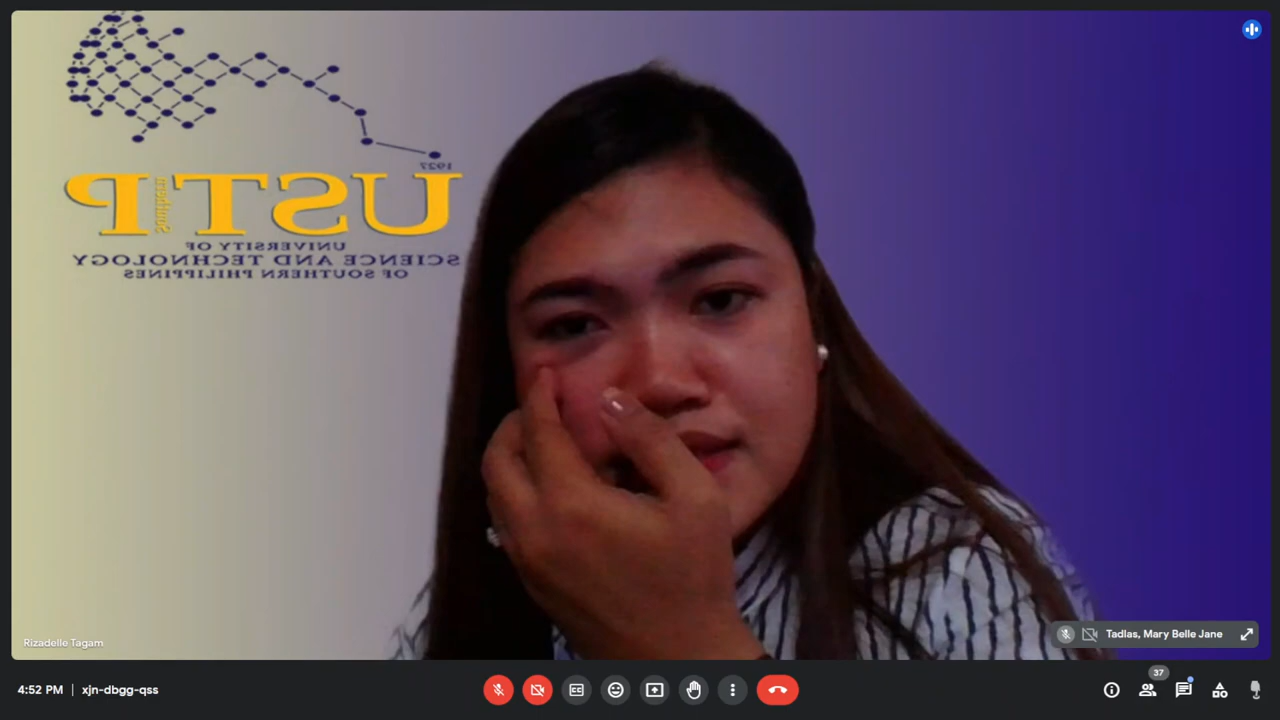 1927
USTP
UNIVERSITY OF
SCIENCE AND TECHNOLOGY
OF SOUTHERN PHILIPPINES
Rizadelle Tagam
Tadlas, Mary Belle Jane
37
4:52 PM | xjn-dbgg-qss
CC